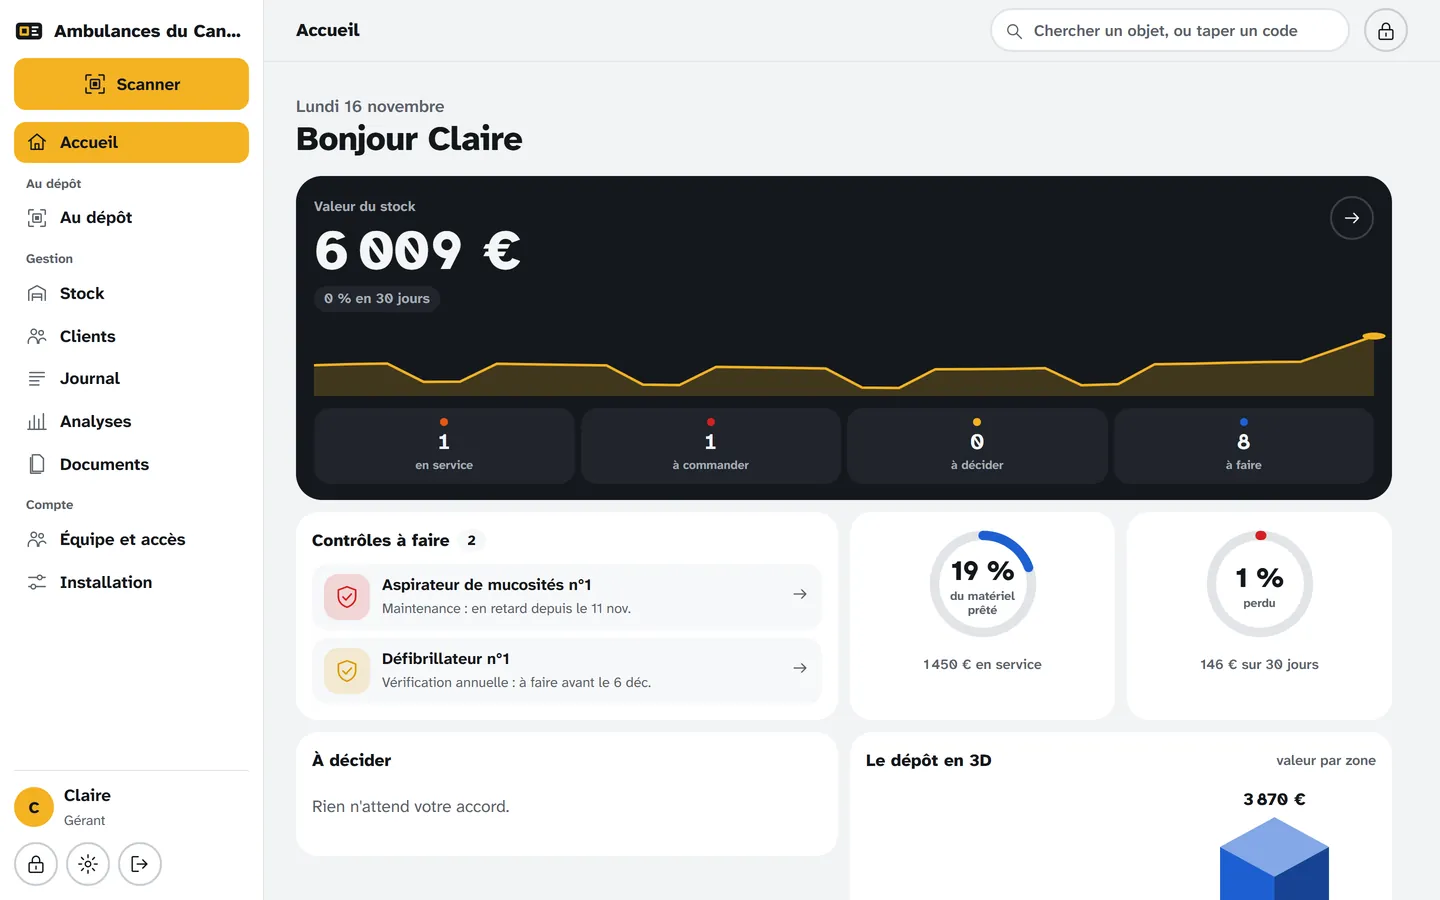 Ambulances du Can...
Scanner
Accueil
Au dépôt
Au dépôt
Gestion
Stock
Clients
Journal
Analyses
Documents
Compte
Équipe et accès
Installation
C
Claire
Gérant
Accueil
Chercher un objet, ou taper un code
Lundi 16 novembre
Bonjour Claire
Valeur du stock
6 009 €
0 % en 30 jours
1
en service
1
à commander
0
à décider
8
à faire
Contrôles à faire 2
Aspirateur de mucosités n°1
Maintenance : en retard depuis le 11 nov.
Défibrillateur n°1
Vérification annuelle : à faire avant le 6 déc.
19 %
du matériel
prêté
1 450 € en service
1 %
perdu
146 € sur 30 jours
À décider
Rien n'attend votre accord.
Le dépôt en 3D
valeur par zone
3 870 €